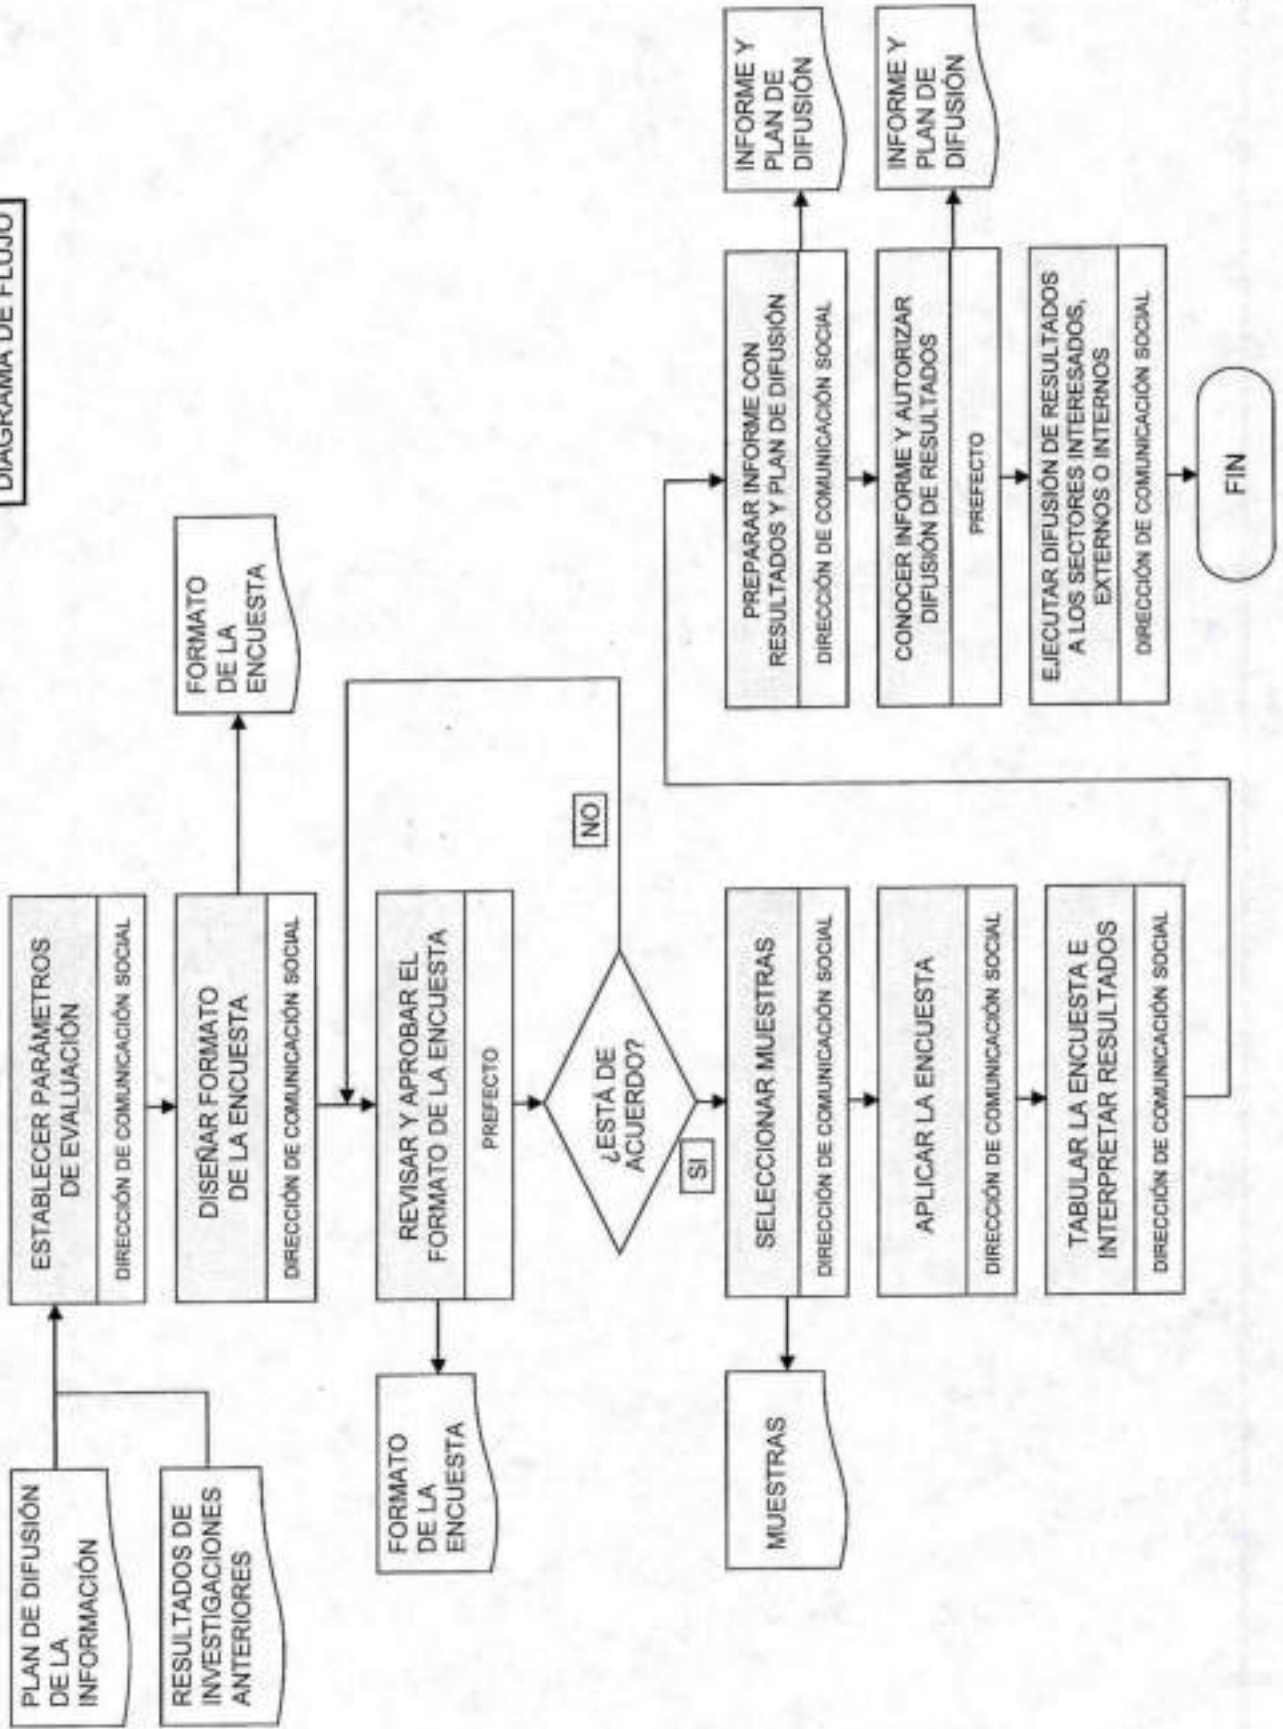 DIAGRAMA DE FLUJO
PLAN DE DIFUSIÓN
DE LA
INFORMACIÓN
RESULTADOS DE
INVESTIGACIONES
ANTERIORES
ESTABLECER PARÁMETROS
DE EVALUACIÓN
DIRECCIÓN DE COMUNICACIÓN SOCIAL
DISEÑAR FORMATO
DE LA ENCUESTA
DIRECCIÓN DE COMUNICACIÓN SOCIAL
FORMATO
DE LA
ENCUESTA
REVISAR Y APROBAR EL
FORMATO DE LA ENCUESTA
PREFECTO
FORMATO
DE LA
ENCUESTA
¿ESTÁ DE
ACUERDO?
NO
SI
SELECCIONAR MUESTRAS
DIRECCIÓN DE COMUNICACIÓN SOCIAL
MUESTRAS
APLICAR LA ENCUESTA
DIRECCIÓN DE COMUNICACIÓN SOCIAL
TABULAR LA ENCUESTA E
INTERPRETAR RESULTADOS
DIRECCIÓN DE COMUNICACIÓN SOCIAL
PREPARAR INFORME CON
RESULTADOS Y PLAN DE DIFUSIÓN
DIRECCIÓN DE COMUNICACIÓN SOCIAL
INFORME Y
PLAN DE
DIFUSIÓN
CONOCER INFORME Y AUTORIZAR
DIFUSIÓN DE RESULTADOS
PREFECTO
INFORME Y
PLAN DE
DIFUSIÓN
EJECUTAR DIFUSIÓN DE RESULTADOS
A LOS SECTORES INTERESADOS,
EXTERNOS O INTERNOS
DIRECCIÓN DE COMUNICACIÓN SOCIAL
FIN